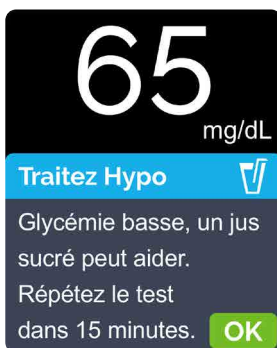 65
mg/dL
Traitez Hypo
Glycémie basse, un jus
sucré peut aider.
Répétez le test
dans 15 minutes.
OK